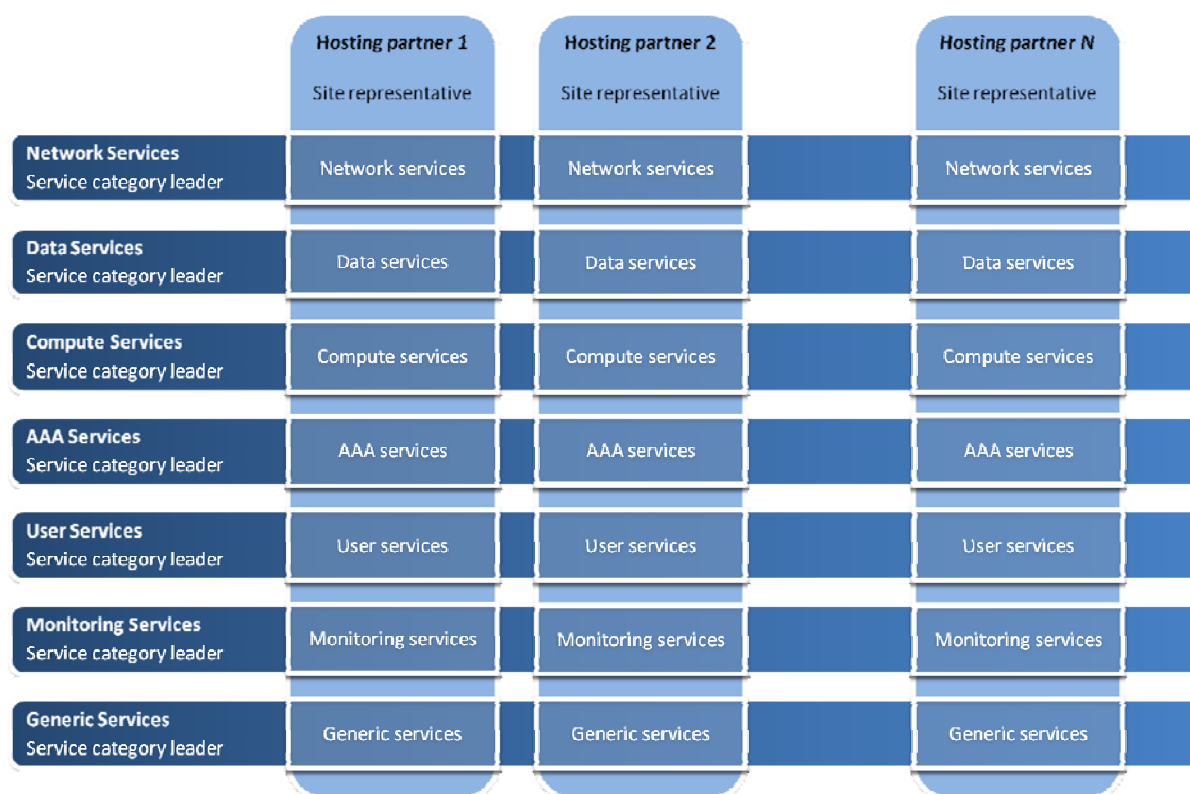 Hosting partner 1
Hosting partner 2
Hosting partner N
Site representative
Site representative
Site representative
Network Services
Service category leader
Network services
Network services
Network services
Data Services
Service category leader
Data services
Data services
Data services
Compute Services
Service category leader
Compute services
Compute services
Compute services
AAA Services
Service category leader
AAA services
AAA services
AAA services
User Services
Service category leader
User services
User services
User services
Monitoring Services
Service category leader
Monitoring services
Monitoring services
Monitoring services
Generic Services
Service category leader
Generic services
Generic services
Generic services